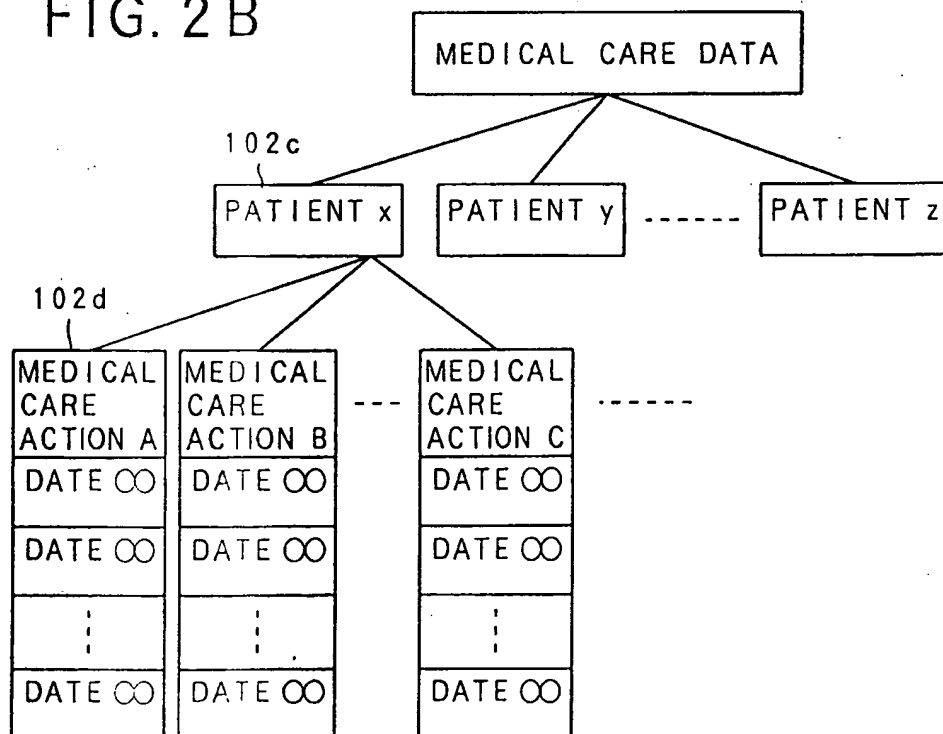 FIG. 2B
MEDICAL CARE DATA
102c
PATIENT x
PATIENT y
PATIENT z
102d
MEDICAL
CARE
ACTION A
MEDICAL
CARE
ACTION B
MEDICAL
CARE
ACTION C
DATE ○○
DATE ○○
DATE ○○
DATE ○○
DATE ○○
DATE ○○
DATE ○○
DATE ○○
DATE ○○